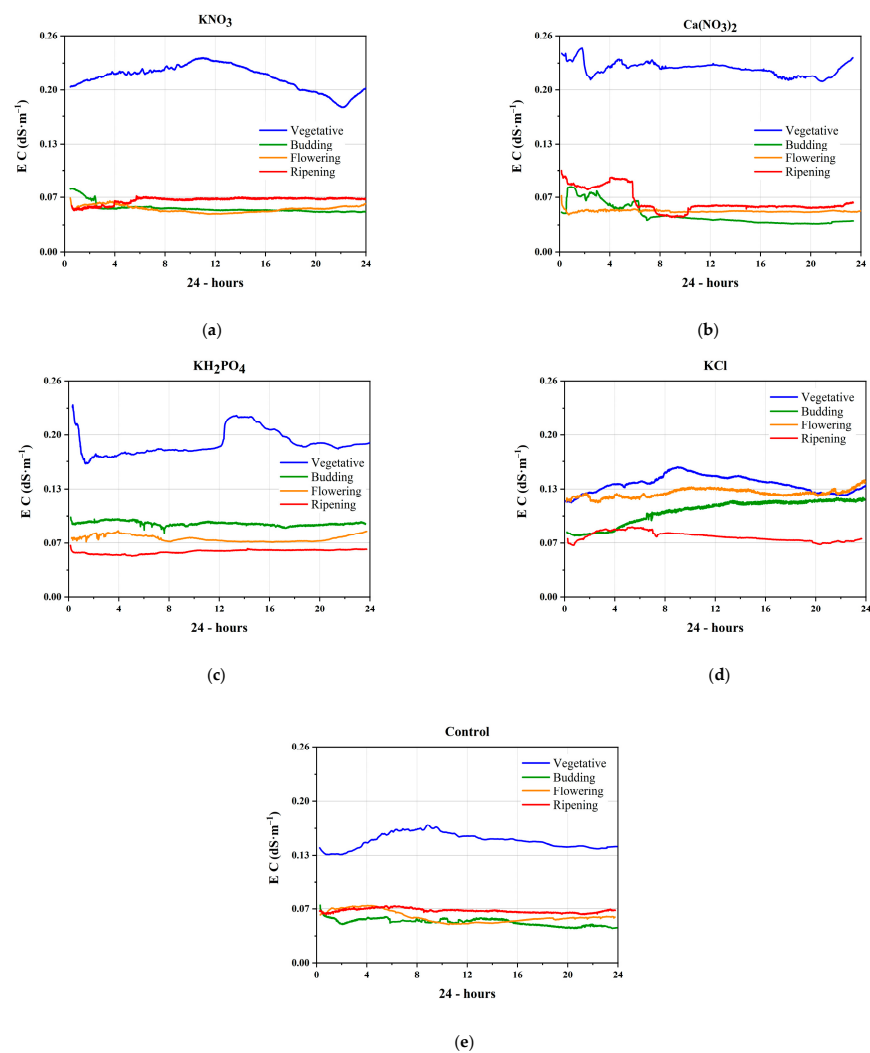 KNO3
0.26
0.20
0.13
0.07
0.00
E C (dS·m−1)
Vegetative
Budding
Flowering
Ripening
0 4 8 12 16 20 24
24 - hours
(a)
Ca(NO3)2
0.26
0.20
0.13
0.07
0.00
E C (dS·m−1)
Vegetative
Budding
Flowering
Ripening
0 4 8 12 16 20 24
24 - hours
(b)
KH2PO4
0.26
0.20
0.13
0.07
0.00
E C (dS·m−1)
Vegetative
Budding
Flowering
Ripening
0 4 8 12 16 20 24
24 - hours
(c)
KCl
0.26
0.20
0.13
0.07
0.00
E C (dS·m−1)
Vegetative
Budding
Flowering
Ripening
0 4 8 12 16 20 24
24 - hours
(d)
Control
0.26
0.20
0.13
0.07
0.00
E C (dS·m−1)
Vegetative
Budding
Flowering
Ripening
0 4 8 12 16 20 24
24 - hours
(e)